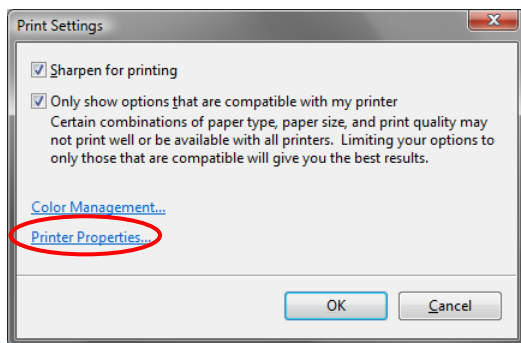 Print Settings
Sharpen for printing
Only show options that are compatible with my printer
Certain combinations of paper type, paper size, and print quality may
not print well or be available with all printers. Limiting your options to
only those that are compatible will give you the best results.
Color Management...
Printer Properties...
OK
Cancel